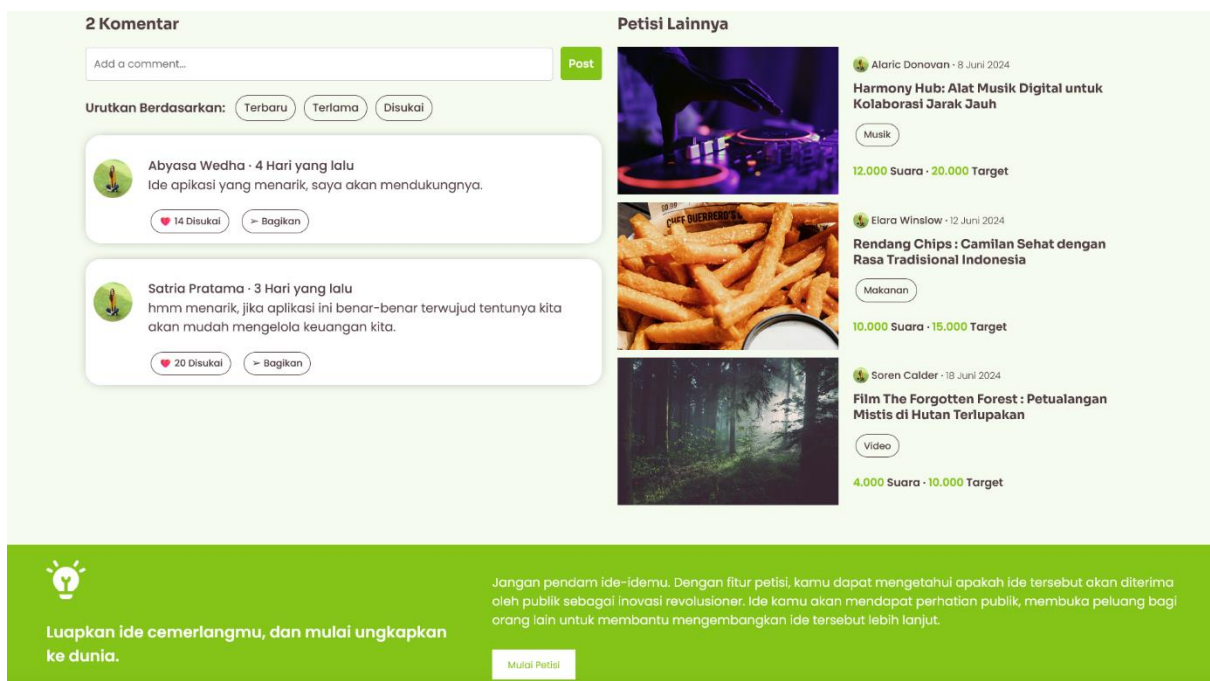 2 Komentar
Add a comment...
Post
Urutkan Berdasarkan:
Terbaru
Terlama
Disukai
Abyasa Wedha · 4 Hari yang lalu
Ide apikasi yang menarik, saya akan mendukungnya.
14 Disukai
➢ Bagikan
Satria Pratama · 3 Hari yang lalu
hmm menarik, jika aplikasi ini benar-benar terwujud tentunya kita
akan mudah mengelola keuangan kita.
20 Disukai
➢ Bagikan
Petisi Lainnya
Alaric Donovan · 8 Juni 2024
Harmony Hub: Alat Musik Digital untuk
Kolaborasi Jarak Jauh
Musik
12.000 Suara · 20.000 Target
CHEF GUERRERO'S
Elara Winslow · 12 Juni 2024
Rendang Chips : Camilan Sehat dengan
Rasa Tradisional Indonesia
Makanan
10.000 Suara · 15.000 Target
Soren Calder · 18 Juni 2024
Film The Forgotten Forest : Petualangan
Mistis di Hutan Terlupakan
Video
4.000 Suara · 10.000 Target
Luapkan ide cemerlangmu, dan mulai ungkapkan
ke dunia.
Jangan pendam ide-idemu. Dengan fitur petisi, kamu dapat mengetahui apakah ide tersebut akan diterima
oleh publik sebagai inovasi revolusioner. Ide kamu akan mendapat perhatian publik, membuka peluang bagi
orang lain untuk membantu mengembangkan ide tersebut lebih lanjut.
Mulai Petisi